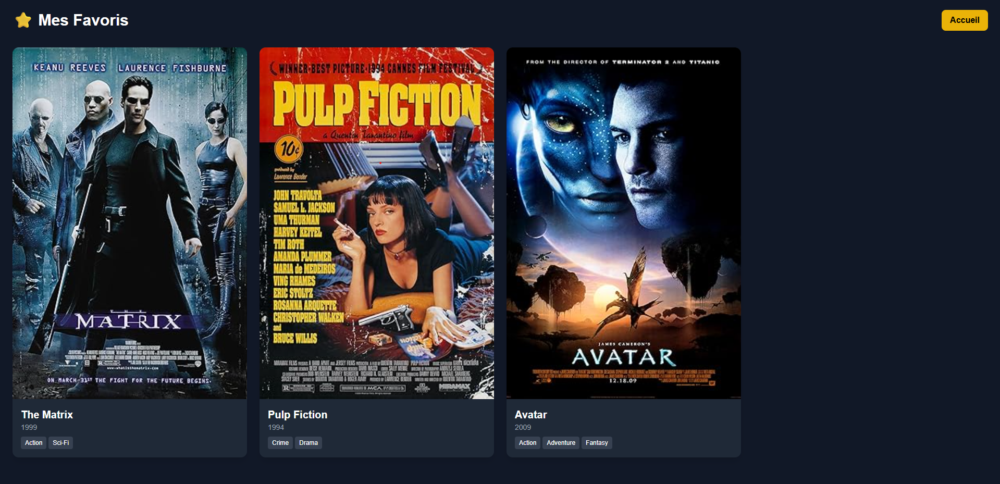 Mes Favoris
Accueil
KEANU REEVES LAURENCE FISHBURNE
THE
MATRIX
www.whatisthematrix.com
ON MARCH 31ST THE FIGHT FOR THE FUTURE BEGINS.
The Matrix
1999
Action
Sci-Fi
WINNER·BEST PICTURE·1994 CANNES FILM FESTIVAL
PULP FICTION
a Quentin Tarantino film
10¢
produced by
Lawrence Bender
JOHN TRAVOLTA
SAMUEL L. JACKSON
UMA THURMAN
HARVEY KEITEL
TIM ROTH
AMANDA PLUMMER
MARIA de MEDEIROS
VING RHAMES
ERIC STOLTZ
ROSANNA ARQUETTE
CHRISTOPHER WALKEN
and
BRUCE WILLIS
MIRAMAX
Pulp Fiction
1994
Crime
Drama
FROM THE DIRECTOR OF TERMINATOR 2 AND TITANIC
JAMES CAMERON'S
AVATAR
12.18.09
Avatar
2009
Action
Adventure
Fantasy